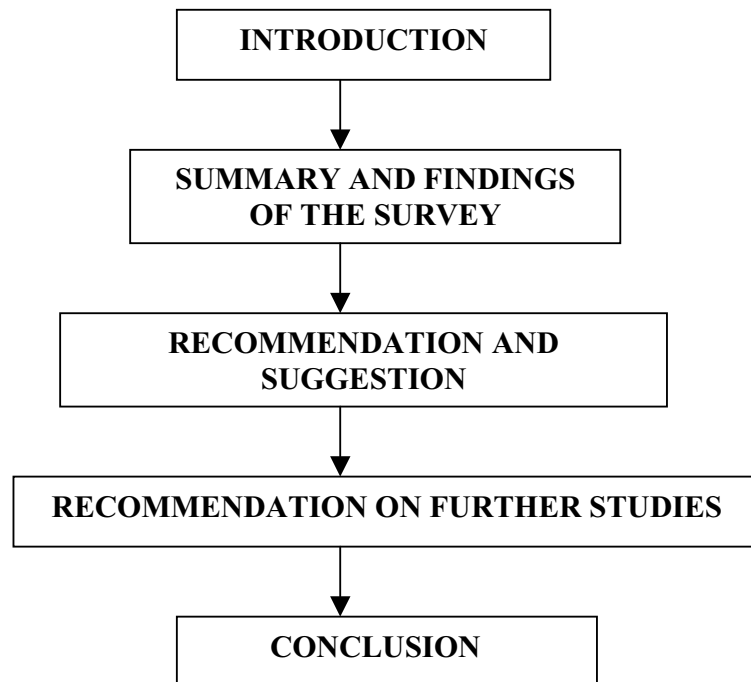 INTRODUCTION
SUMMARY AND FINDINGS
OF THE SURVEY
RECOMMENDATION AND
SUGGESTION
RECOMMENDATION ON FURTHER STUDIES
CONCLUSION